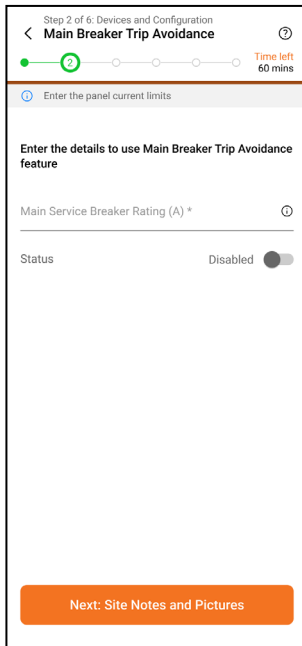 Step 2 of 6: Devices and Configuration
Main Breaker Trip Avoidance
2
Time left
60 mins
Enter the panel current limits
Enter the details to use Main Breaker Trip Avoidance
feature
Main Service Breaker Rating (A) *
Status
Disabled
Next: Site Notes and Pictures